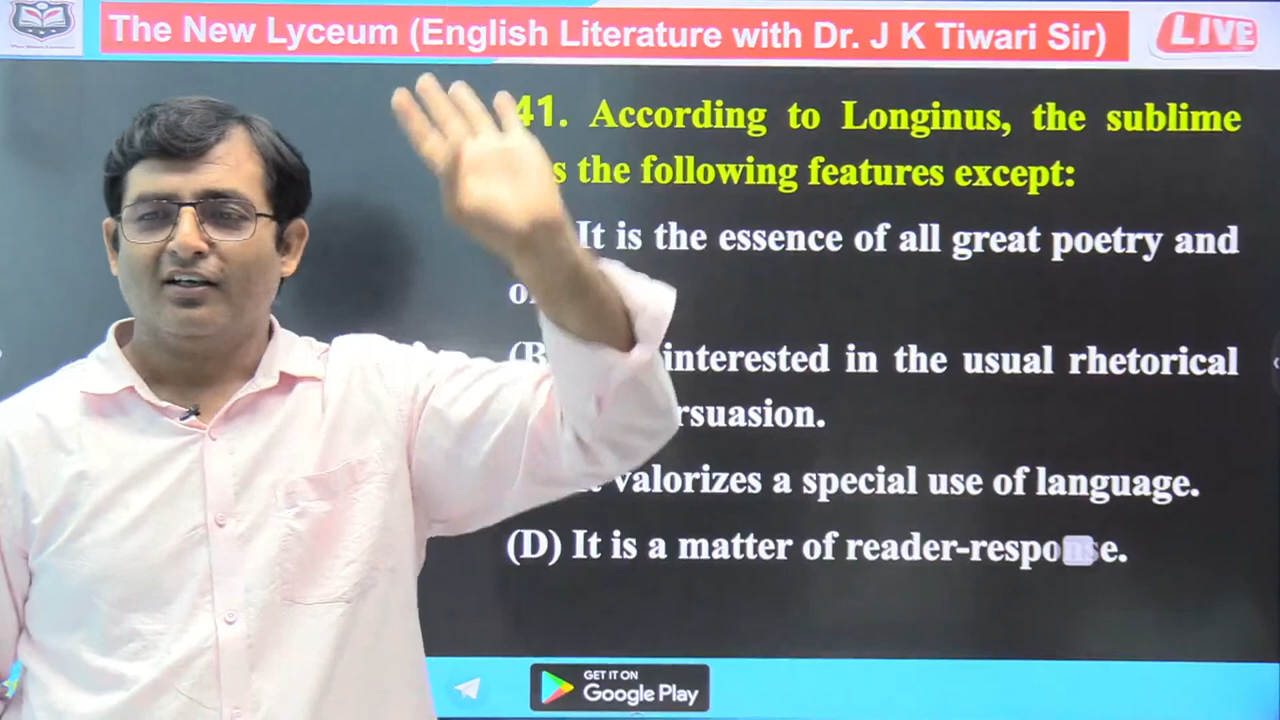 The New Lyceum (English Literature with Dr. J K Tiwari Sir)
LIVE
41. According to Longinus, the sublime
the following features except:
It is the essence of all great poetry and
interested in the usual rhetorical
valorizes a special use of language.
(D) It is a matter of reader-response.
GET IT ON
Google Play